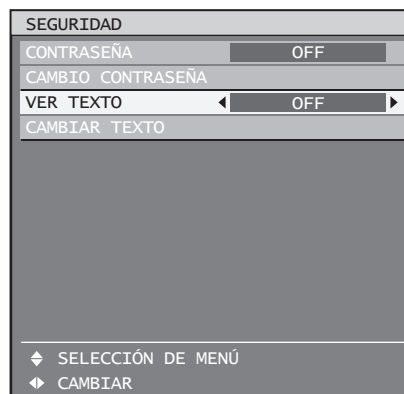 SEGURIDAD
CONTRASEÑA OFF
CAMBIO CONTRASEÑA
VER TEXTO OFF
CAMBIAR TEXTO
SELECCIÓN DE MENÚ
CAMBIAR